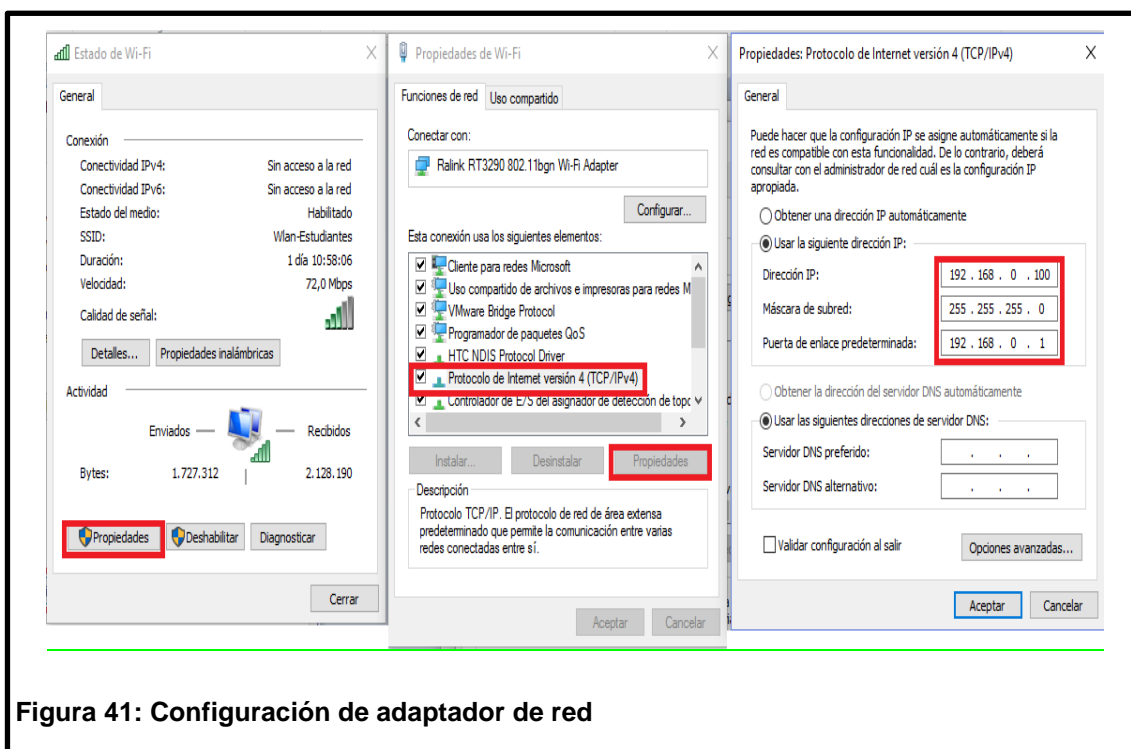 Estado de Wi-Fi
General
Conexión
Conectividad IPv4: Sin acceso a la red
Conectividad IPv6: Sin acceso a la red
Estado del medio: Habilitado
SSID: Wlan-Estudiantes
Duración: 1 día 10:58:06
Velocidad: 72,0 Mbps
Calidad de señal:
Detalles... Propiedades inalámbricas
Actividad
Enviados Recibidos
Bytes: 1.727.312 2.128.190
Propiedades Deshabilitar Diagnosticar
Cerrar
Propiedades de Wi-Fi
Funciones de red Uso compartido
Conectar con:
Ralink RT3290 802.11bgn Wi-Fi Adapter
Configurar...
Esta conexión usa los siguientes elementos:
Cliente para redes Microsoft
Uso compartido de archivos e impresoras para redes M
VMware Bridge Protocol
Programador de paquetes QoS
HTC NDIS Protocol Driver
Protocolo de Internet versión 4 (TCP/IPv4)
Controlador de E/S del asignador de detección de topc
Instalar... Desinstalar Propiedades
Descripción
Protocolo TCP/IP. El protocolo de red de área extensa
predeterminado que permite la comunicación entre varias
redes conectadas entre sí.
Aceptar Cancelar
Propiedades: Protocolo de Internet versión 4 (TCP/IPv4)
General
Puede hacer que la configuración IP se asigne automáticamente si la
red es compatible con esta funcionalidad. De lo contrario, deberá
consultar con el administrador de red cuál es la configuración IP
apropiada.
Obtener una dirección IP automáticamente
Usar la siguiente dirección IP:
Dirección IP: 192 . 168 . 0 . 100
Máscara de subred: 255 . 255 . 255 . 0
Puerta de enlace predeterminada: 192 . 168 . 0 . 1
Obtener la dirección del servidor DNS automáticamente
Usar las siguientes direcciones de servidor DNS:
Servidor DNS preferido: . . .
Servidor DNS alternativo: . . .
Validar configuración al salir Opciones avanzadas...
Aceptar Cancelar
Figura 41: Configuración de adaptador de red